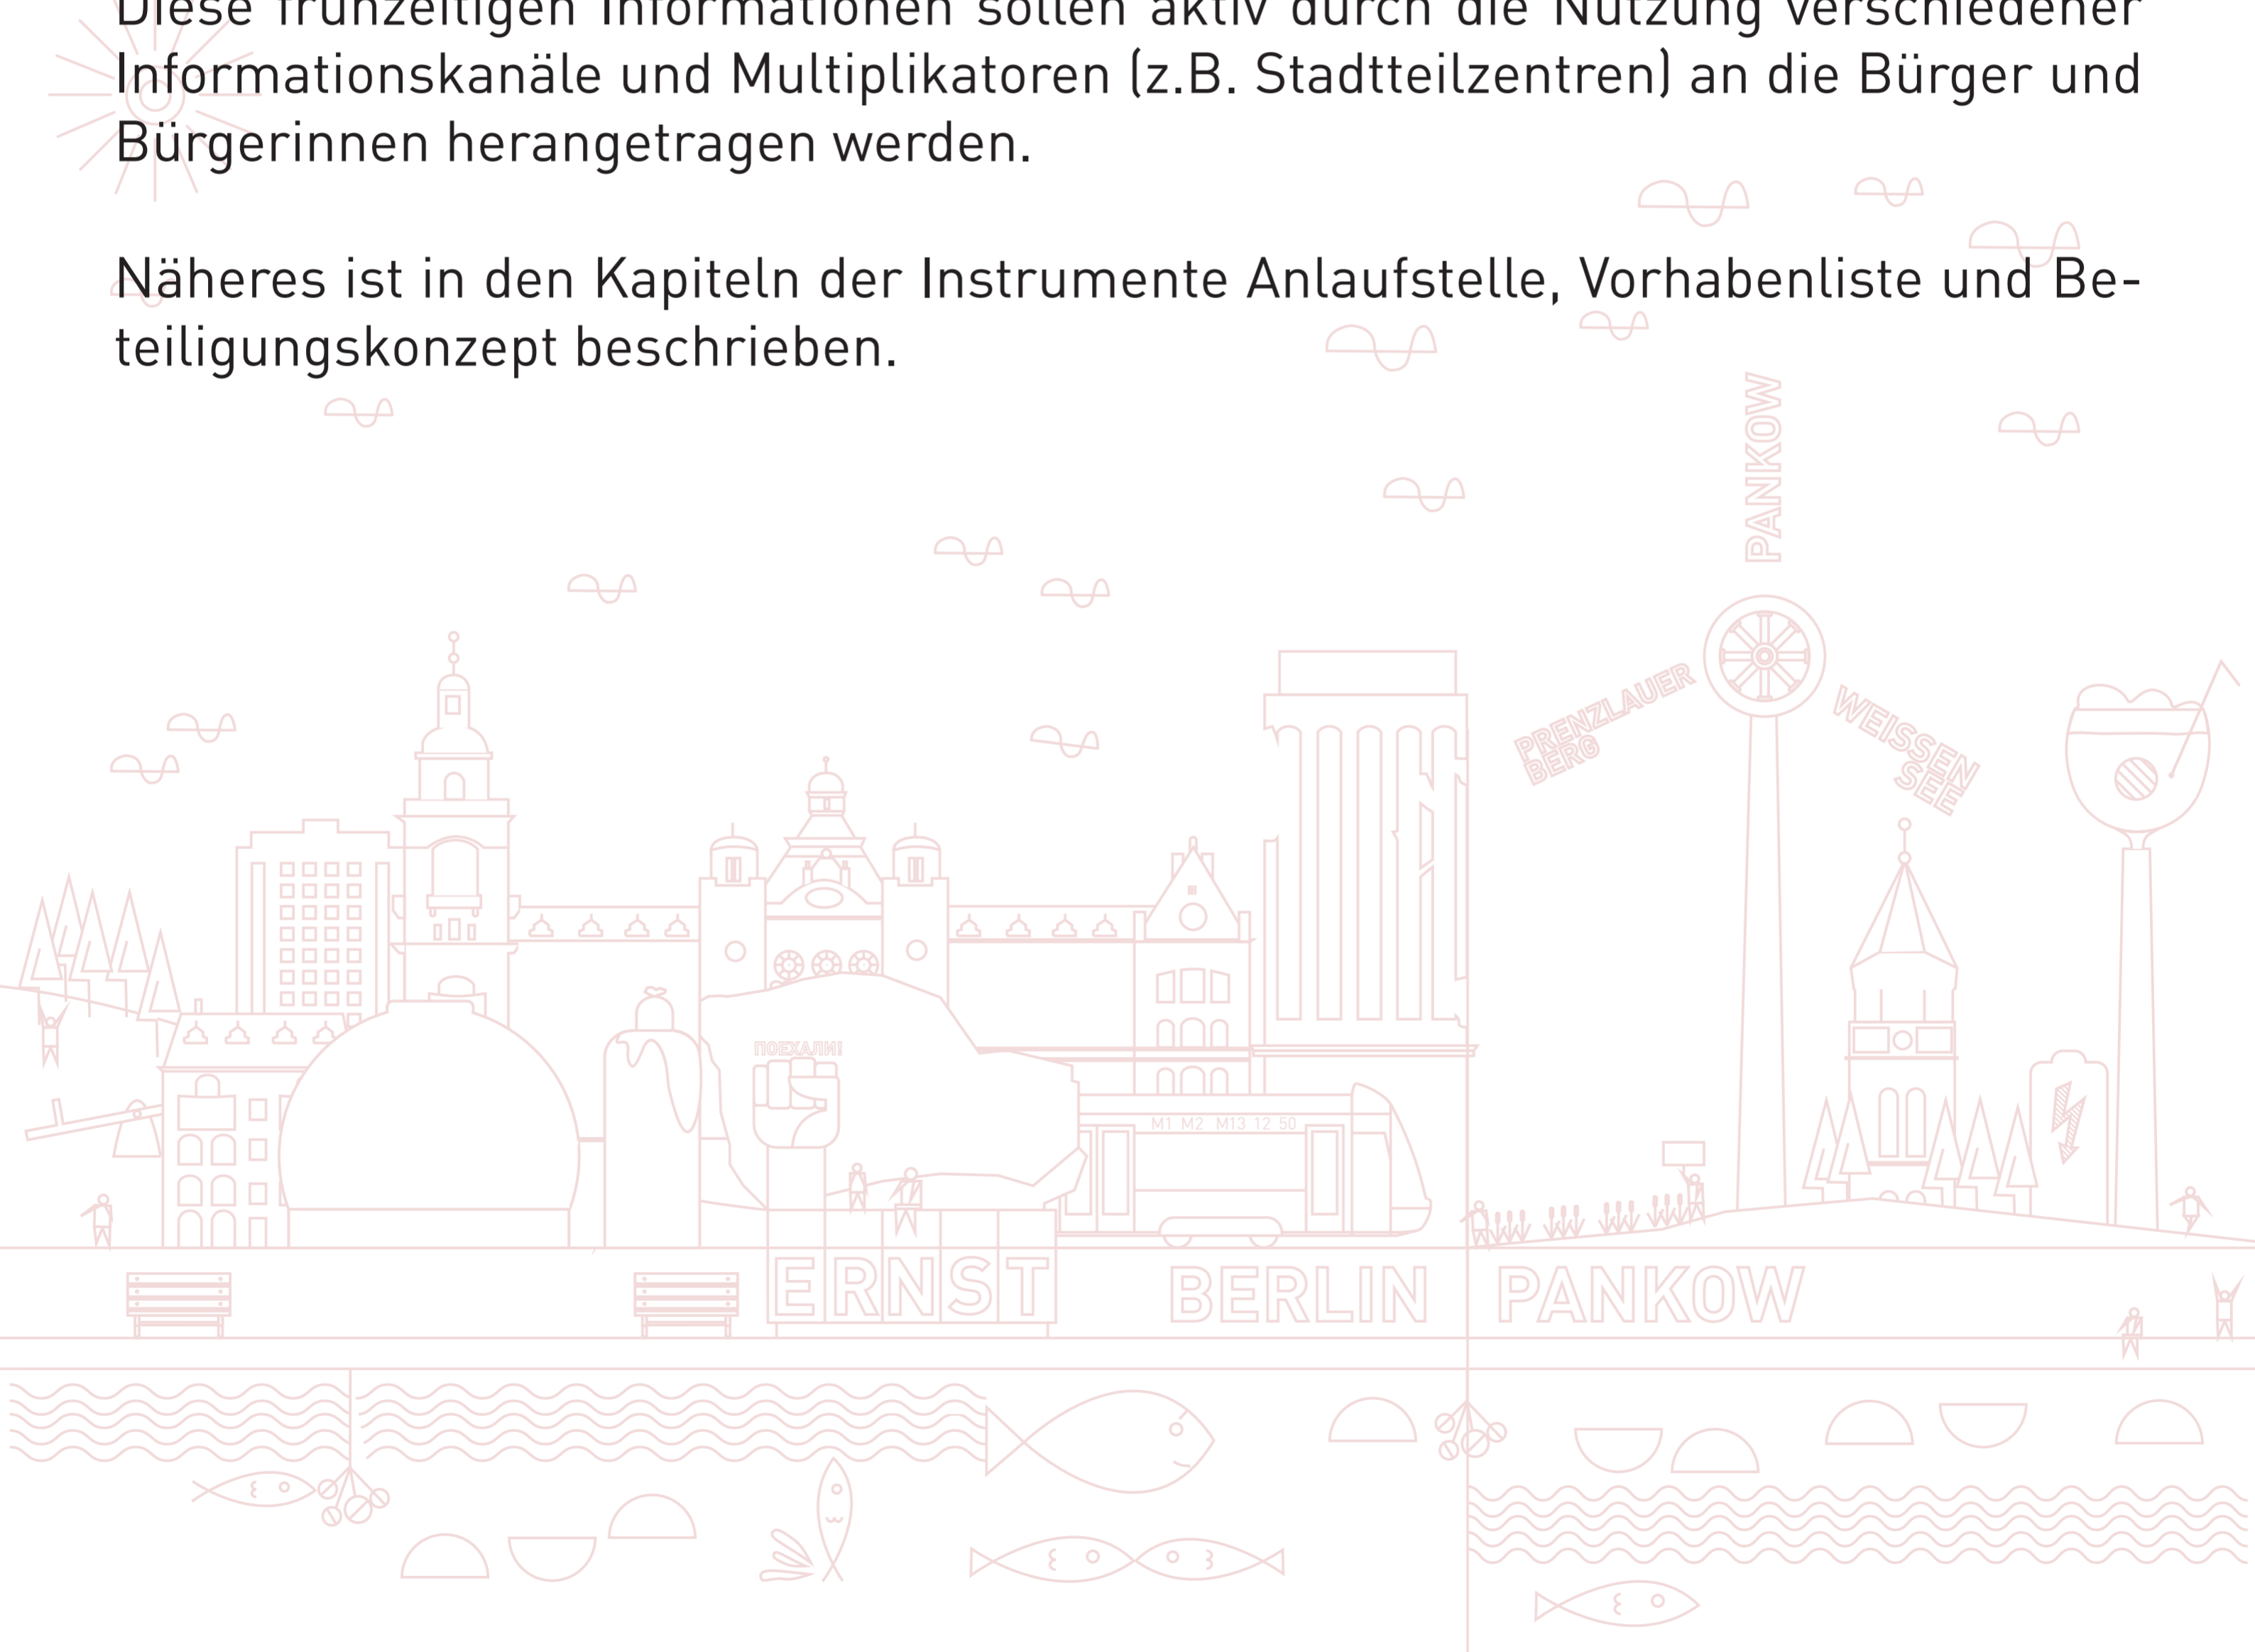 Diese frühzeitigen Informationen sollen aktiv durch die Nutzung verschiedener
Informationskanäle und Multiplikatoren (z.B. Stadtteilzentren) an die Bürger und
Bürgerinnen herangetragen werden.
Näheres ist in den Kapiteln der Instrumente Anlaufstelle, Vorhabenliste und Be-
teiligungskonzept beschrieben.
PANKOW
PRENZLAUER
BERG
WEISSEN
SEE
ПОЕХАЛИ!
M1 M2 M13 12 50
ERNST
BERLIN PANKOW